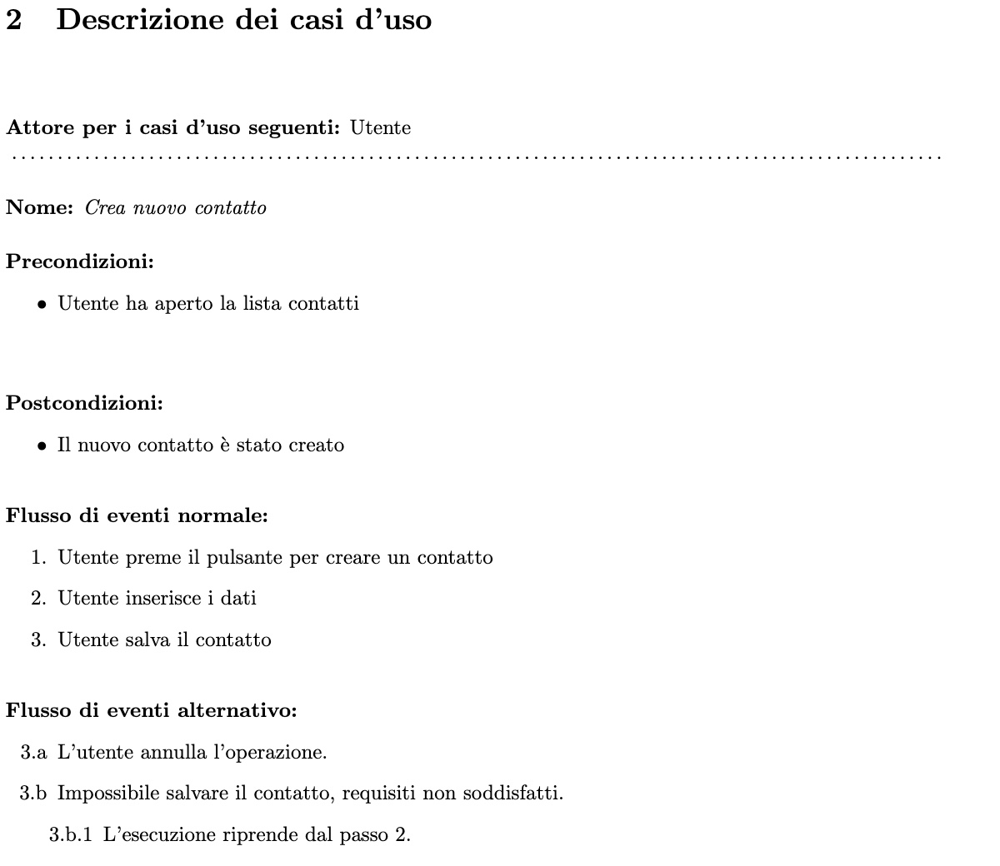 2 Descrizione dei casi d'uso
Attore per i casi d'uso seguenti: Utente
........................................................................................................
Nome: Crea nuovo contatto
Precondizioni:
• Utente ha aperto la lista contatti
Postcondizioni:
• Il nuovo contatto è stato creato
Flusso di eventi normale:
1. Utente preme il pulsante per creare un contatto
2. Utente inserisce i dati
3. Utente salva il contatto
Flusso di eventi alternativo:
3.a L'utente annulla l'operazione.
3.b Impossibile salvare il contatto, requisiti non soddisfatti.
3.b.1 L'esecuzione riprende dal passo 2.